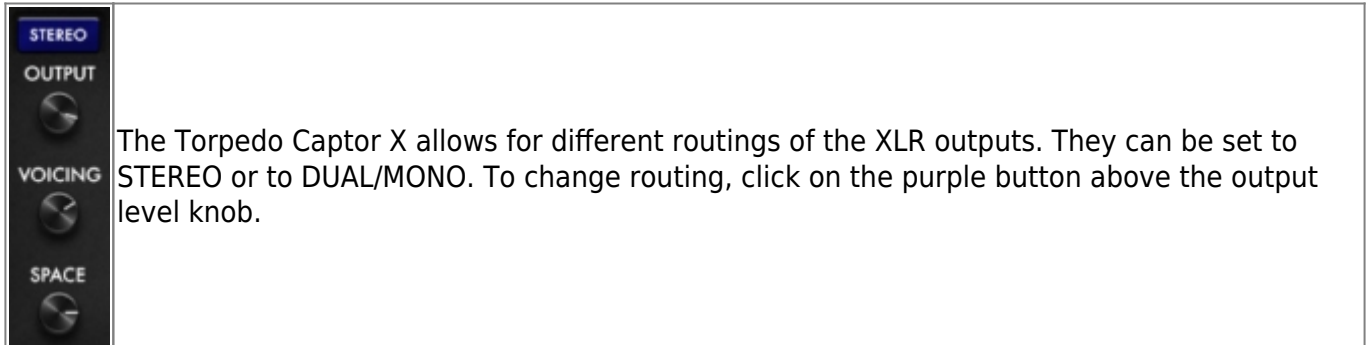 STEREO
OUTPUT
VOICING
SPACE
The Torpedo Captor X allows for different routings of the XLR outputs. They can be set to
STEREO or to DUAL/MONO. To change routing, click on the purple button above the output
level knob.